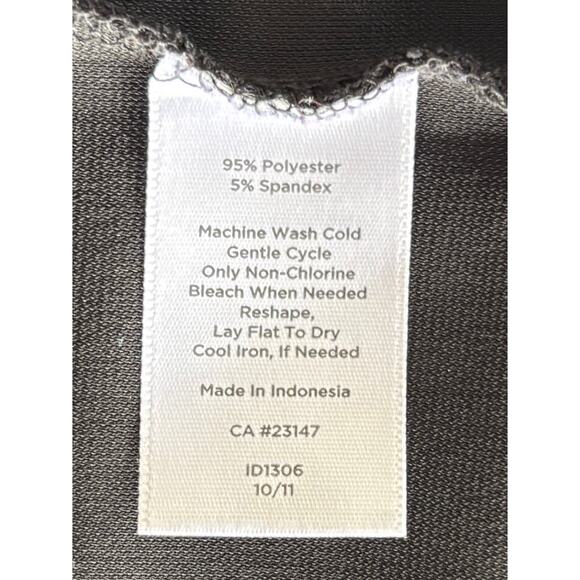 95% Polyester
5% Spandex
Machine Wash Cold
Gentle Cycle
Only Non-Chlorine
Bleach When Needed
Reshape,
Lay Flat To Dry
Cool Iron, If Needed
Made In Indonesia
CA #23147
ID1306
10/11